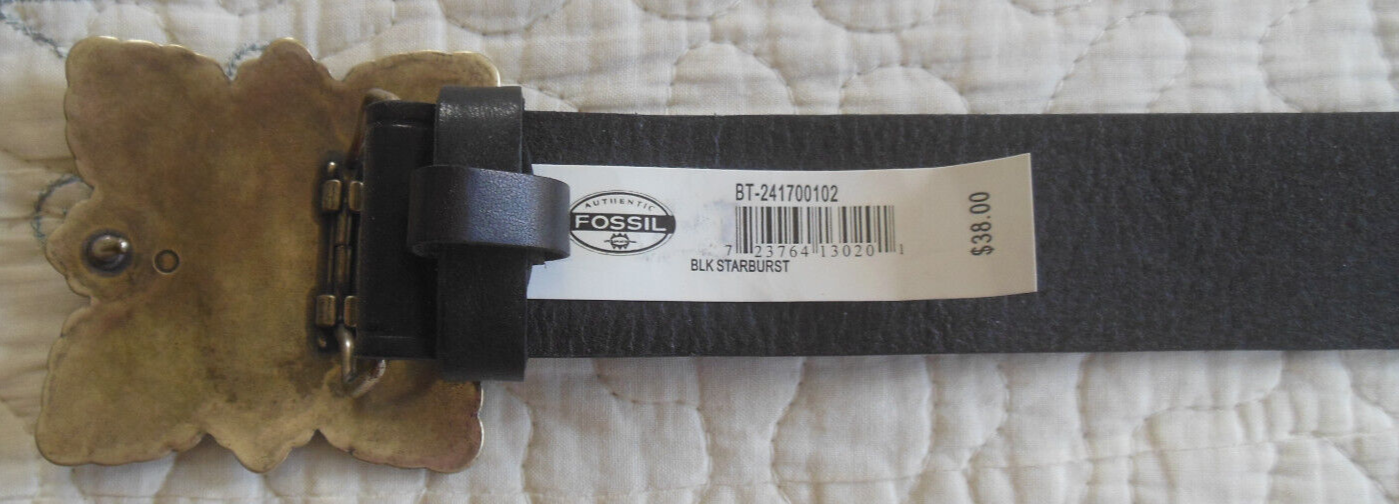 AUTHENTIC
FOSSIL
BT-241700102
7 23764 13020 1
BLK STARBURST
$38.00